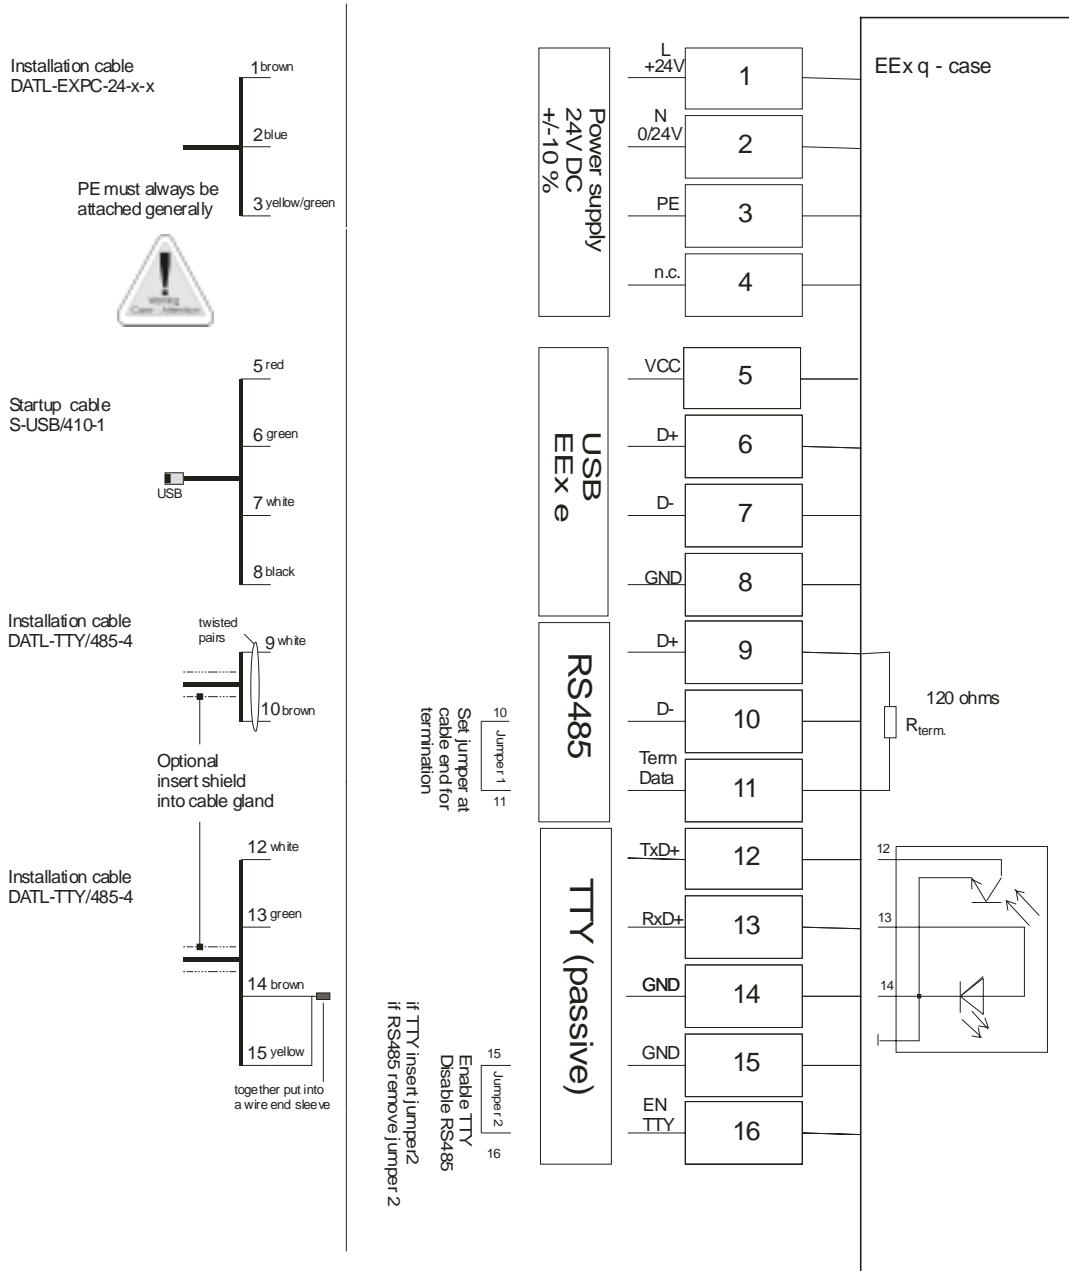 Installation cable
DATL-EXPC-24-x-x
1 brown
2 blue
3 yellow/green
PE must always be
attached generally
Warning
Startup cable
S-USB/410-1
USB
5 red
6 green
7 white
8 black
Installation cable
DATL-TTY/485-4
twisted
pairs
9 white
10 brown
Optional
insert shield
into cable gland
Installation cable
DATL-TTY/485-4
12 white
13 green
14 brown
15 yellow
together put into
a wire end sleeve
Power supply
24V DC
+/-10 %
L
+24V
1
N
0/24V
2
PE
3
n.c.
4
USB
EEx e
VCC
5
D+
6
D-
7
GND
8
RS485
D+
9
D-
10
Term
Data
11
Set jumper at
cable end for
termination
10
Jumper 1
11
TTY (passive)
TxD+
12
RxD+
13
GND
14
GND
15
EN
TTY
16
15
Jumper 2
16
Enable TTY
Disable RS485
if TTY insert jumper2
if RS485 remove jumper 2
EEx q - case
120 ohms
Rterm.
12
13
14